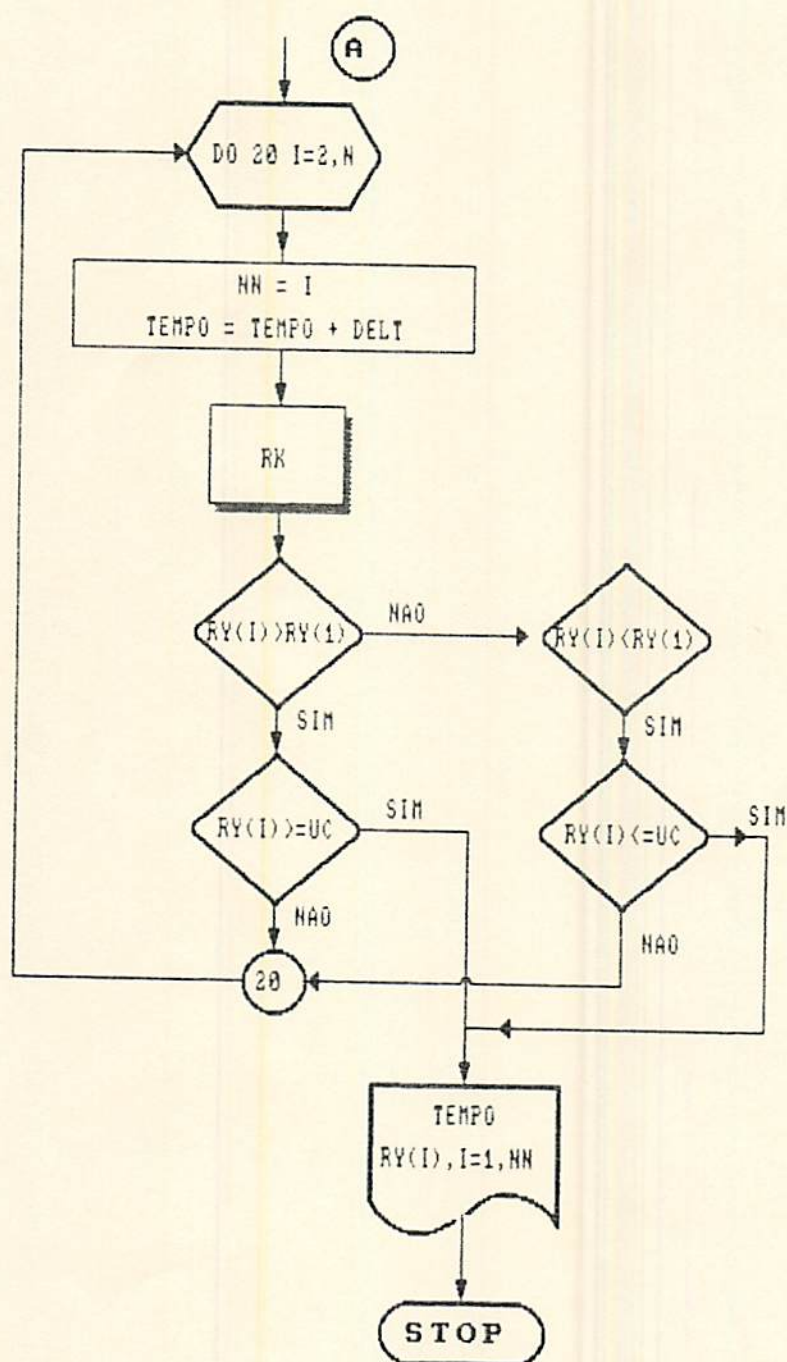 A
DO 20 I=2,N
NN = I
TEMPO = TEMPO + DELT
RK
RY(I)>RY(1)
NAO
RY(I)<RY(1)
SIM
SIM
RY(I)>=UC
SIM
RY(I)<=UC
SIM
NAO
NAO
20
TEMPO
RY(I),I=1,NN
STOP